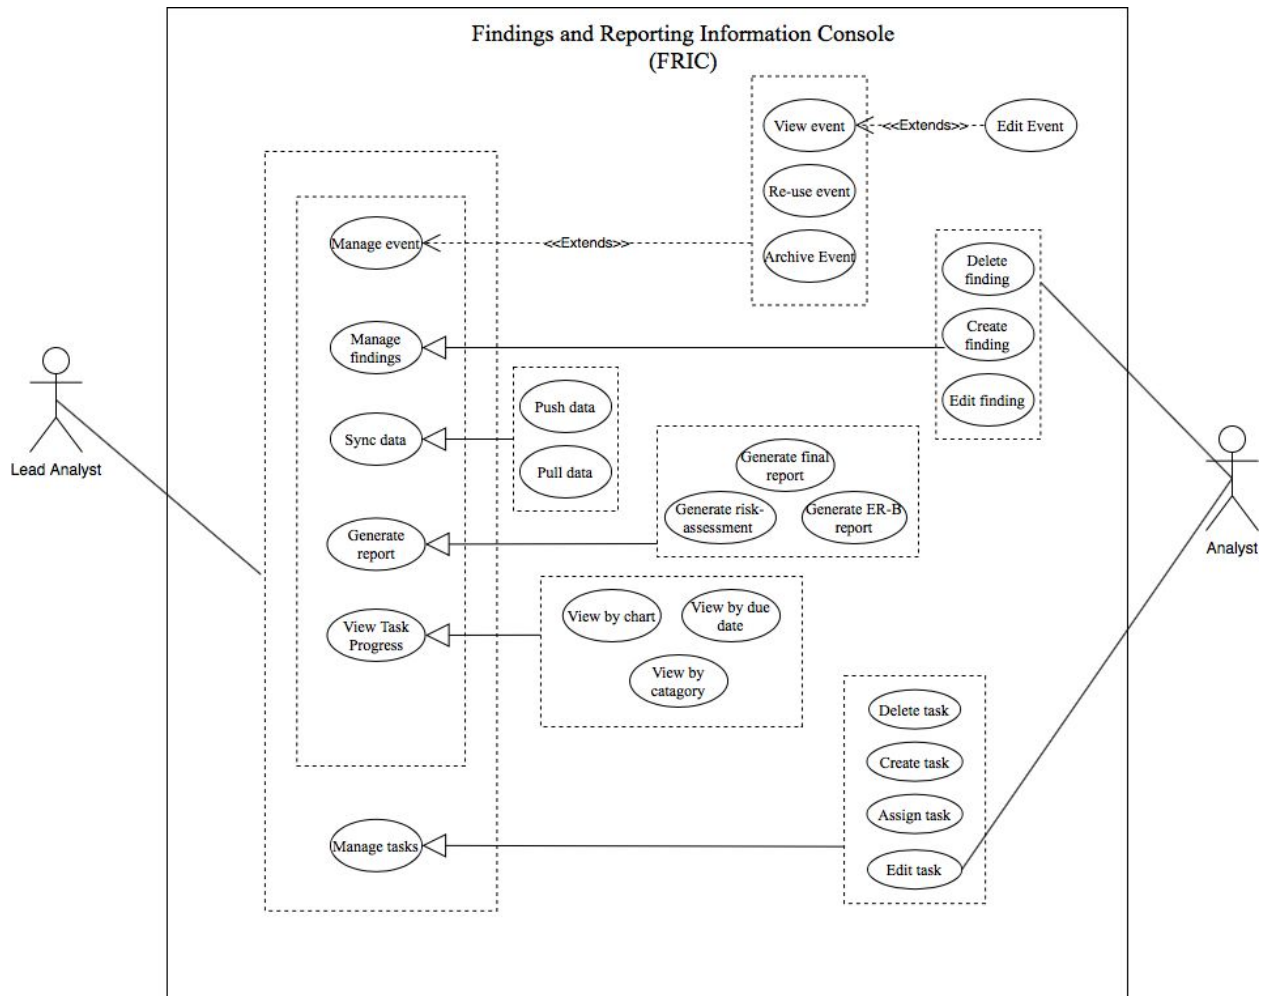 Findings and Reporting Information Console
(FRIC)
View event
<<Extends>>
Edit Event
Re-use event
Manage event
<<Extends>>
Archive Event
Delete
finding
Create
finding
Edit finding
Manage
findings
Push data
Pull data
Sync data
Generate final
report
Generate risk-
assessment
Generate ER-B
report
Generate
report
View by chart
View by due
date
View by
catagory
View Task
Progress
Delete task
Create task
Assign task
Edit task
Manage tasks
Lead Analyst
Analyst